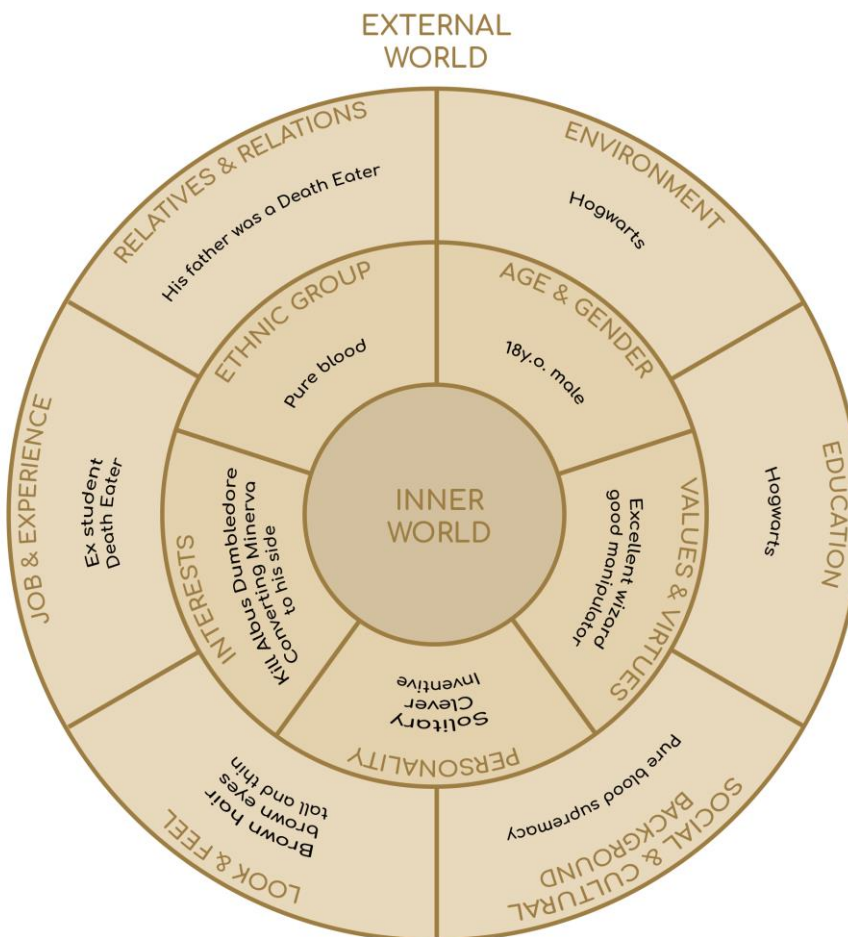 EXTERNAL
WORLD
RELATIVES & RELATIONS
His father was a Death Eater
ENVIRONMENT
Hogwarts
ETHNIC GROUP
Pure blood
AGE & GENDER
18y.o. male
JOB & EXPERIENCE
Ex student
Death Eater
INTERESTS
Kill Albus Dumbledore
Converting Minerva
to his side
INNER
WORLD
VALUES & VIRTUES
Excellent wizard
good manipulator
EDUCATION
Hogwarts
PERSONALITY
Solitary
Clever
Inventive
LOOK & FEEL
Brown hair
brown eyes
tall and thin
SOCIAL & CULTURAL
BACKGROUND
Pure blood supremacy